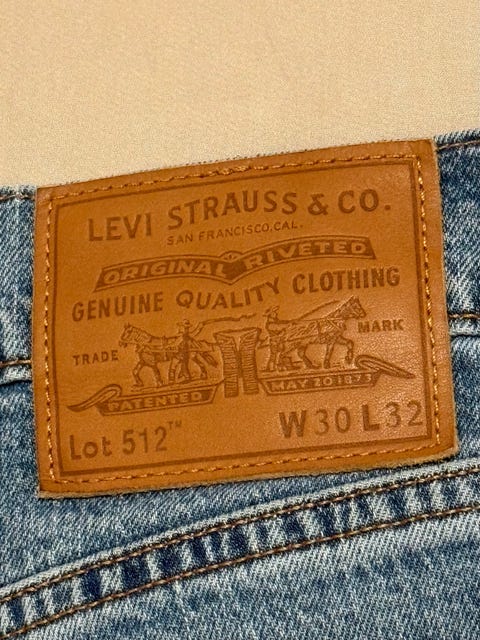 LEVI STRAUSS & CO.
SAN FRANCISCO, CAL.
ORIGINAL RIVETED
GENUINE QUALITY CLOTHING
TRADE MARK
PATENTED MAY 20 1873
Lot 512™ W30 L32